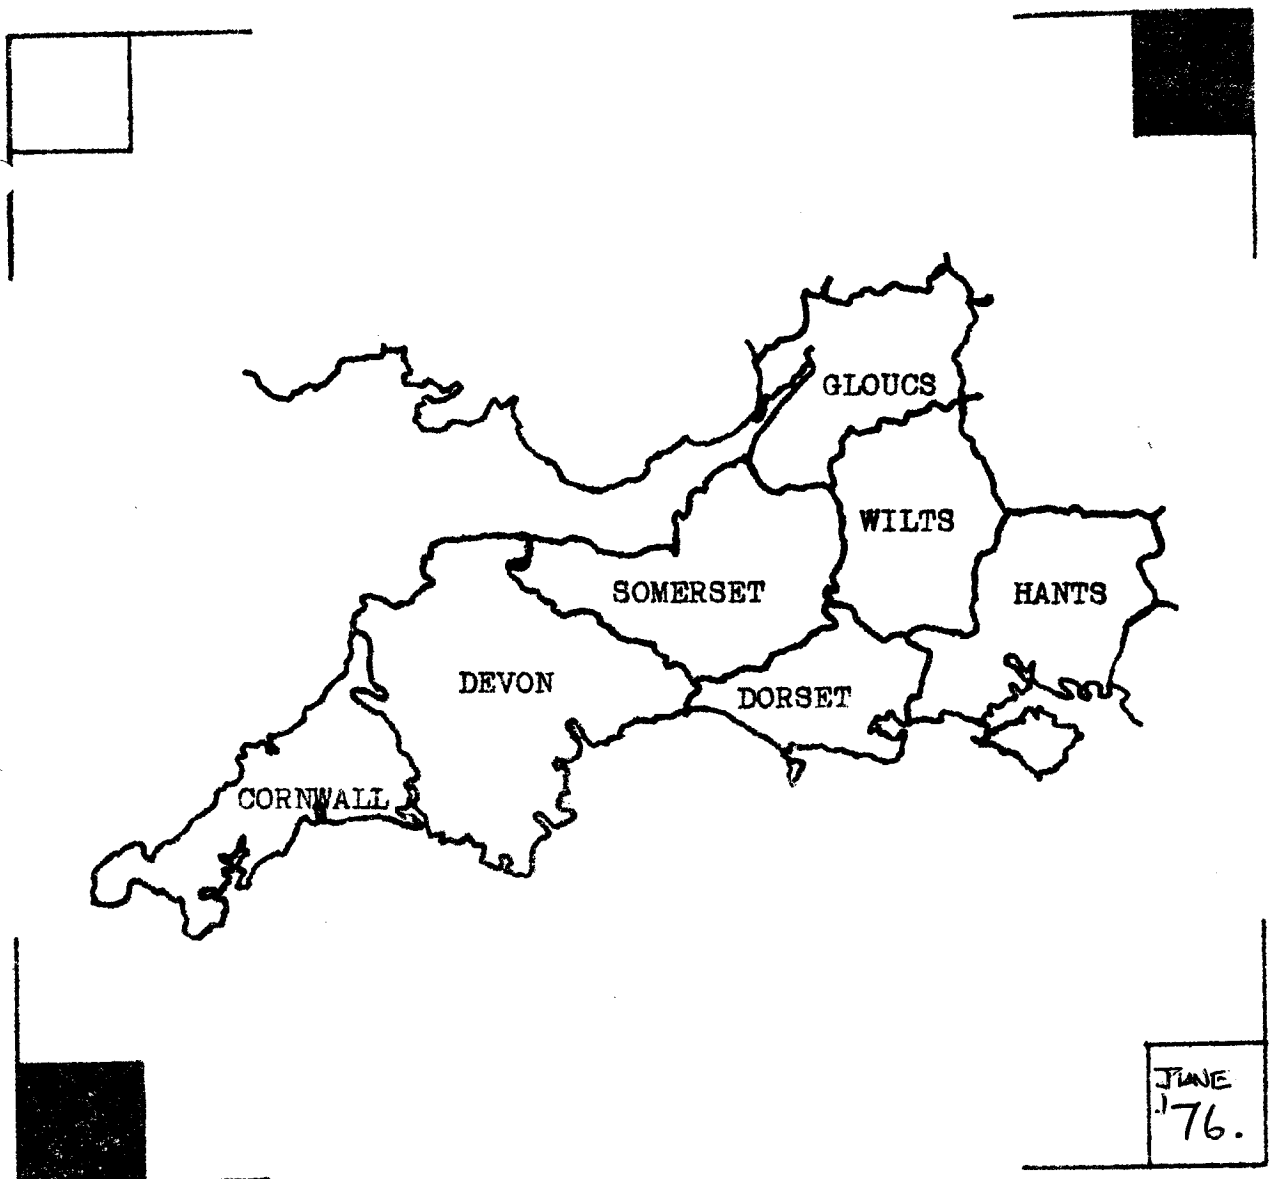 GLOUCS
WILTS
SOMERSET
HANTS
DEVON
DORSET
CORNWALL
JUNE
'76.